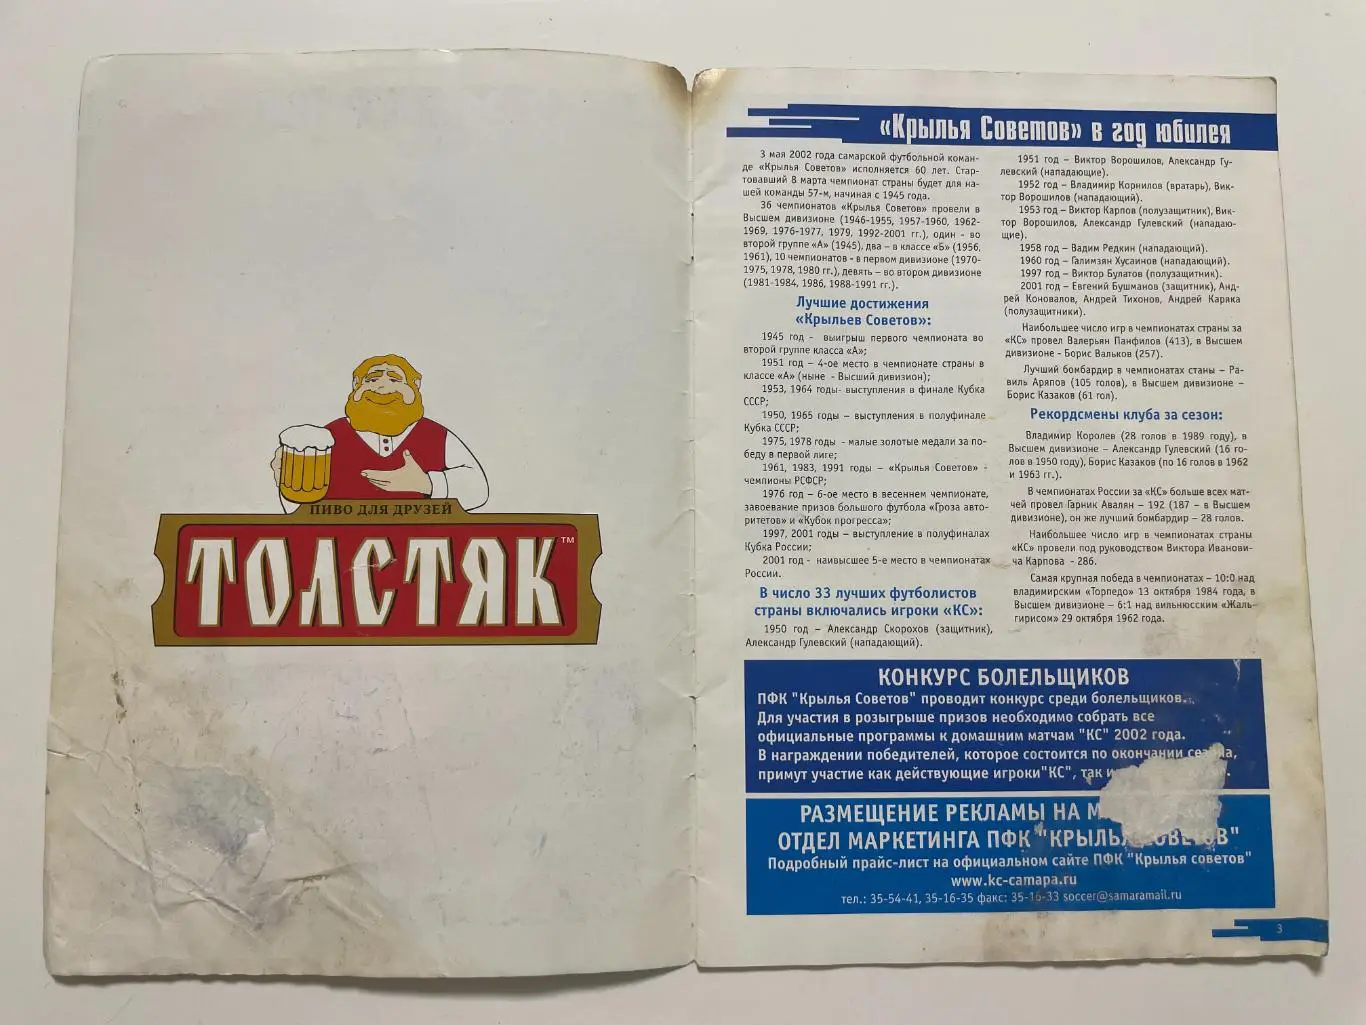 ПИВО ДЛЯ ДРУЗЕЙ
ТОЛСТЯК™
«Крылья Советов» в год юбилея
3 мая 2002 года самарской футбольной коман-
де «Крылья Советов» исполняется 60 лет. Стар-
товавший 8 марта чемпионат страны будет для на-
шей команды 57-м, начиная с 1945 года.
36 чемпионатов «Крылья Советов» провели в
Высшем дивизионе (1946-1955, 1957-1960, 1962-
1969, 1976-1977, 1979, 1992-2001 гг.), один - во
второй группе «А» (1945), два – в классе «Б» (1956,
1961), 10 чемпионатов - в первом дивизионе (1970-
1975, 1978, 1980 гг.), девять – во втором дивизионе
(1981-1984, 1986, 1988-1991 гг.).
Лучшие достижения
«Крыльев Советов»:
1945 год - выигрыш первого чемпионата во
второй группе класса «А»;
1951 год – 4-ое место в чемпионате страны в
классе «А» (ныне - Высший дивизион);
1953, 1964 годы- выступления в финале Кубка
СССР;
1950, 1965 годы – выступления в полуфинале
Кубка СССР;
1975, 1978 годы - малые золотые медали за по-
беду в первой лиге;
1961, 1983, 1991 годы – «Крылья Советов» -
чемпионы РСФСР;
1976 год – 6-ое место в весеннем чемпионате,
завоевание призов большого футбола «Гроза авто-
ритетов» и «Кубок прогресса»;
1997, 2001 годы – выступление в полуфиналах
Кубка России;
2001 год - наивысшее 5-е место в чемпионатах
России.
В число 33 лучших футболистов
страны включались игроки «КС»:
1950 год – Александр Скорохов (защитник),
Александр Гулевский (нападающий).
1951 год – Виктор Ворошилов, Александр Гу-
левский (нападающие).
1952 год – Владимир Корнилов (вратарь), Вик-
тор Ворошилов (нападающий).
1953 год – Виктор Карпов (полузащитник), Вик-
тор Ворошилов, Александр Гулевский (нападаю-
щие).
1958 год – Вадим Редкин (нападающий).
1960 год – Галимзян Хусаинов (нападающий).
1997 год – Виктор Булатов (полузащитник).
2001 год – Евгений Бушманов (защитник), Анд-
рей Коновалов, Андрей Тихонов, Андрей Каряка
(полузащитники).
Наибольшее число игр в чемпионатах страны за
«КС» провел Валерьян Панфилов (413), в Высшем
дивизионе - Борис Вальков (257).
Лучший бомбардир в чемпионатах станы – Ра-
виль Аряпов (105 голов), в Высшем дивизионе –
Борис Казаков (61 гол).
Рекордсмены клуба за сезон:
Владимир Королев (28 голов в 1989 году), в
Высшем дивизионе – Александр Гулевский (16 го-
лов в 1950 году), Борис Казаков (по 16 голов в 1962
и 1963 гг.).
В чемпионатах России за «КС» больше всех мат-
чей провел Гарник Авалян – 192 (187 – в Высшем
дивизионе), он же лучший бомбардир – 28 голов.
Наибольшее число игр в чемпионатах страны
«КС» провели под руководством Виктора Иванови-
ча Карпова - 286.
Самая крупная победа в чемпионатах – 10:0 над
владимирским «Торпедо» 13 октября 1984 года, в
Высшем дивизионе – 6:1 над вильнюсским «Жаль-
гирисом» 29 октября 1962 года.
КОНКУРС БОЛЕЛЬЩИКОВ
ПФК "Крылья Советов" проводит конкурс среди болельщиков.
Для участия в розыгрыше призов необходимо собрать все
официальные программы к домашним матчам "КС" 2002 года.
В награждении победителей, которое состоится по окончании сезона,
примут участие как действующие игроки"КС", так и
РАЗМЕЩЕНИЕ РЕКЛАМЫ НА
ОТДЕЛ МАРКЕТИНГА ПФК "КРЫЛЬЯ СОВЕТОВ"
Подробный прайс-лист на официальном сайте ПФК "Крылья советов"
www.kc-camapa.ru
тел.: 35-54-41, 35-16-35 факс: 35-16-33 soccer@samaramail.ru
3